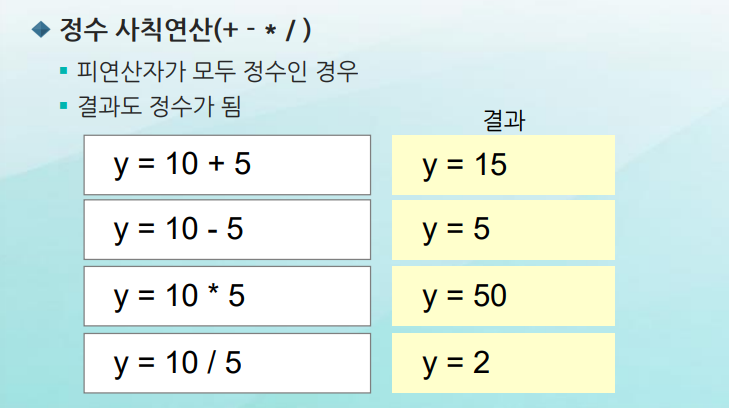 정수 사칙연산(+ - * / )
피연산자가 모두 정수인 경우
결과도 정수가 됨
결과
y = 10 + 5
y = 15
y = 10 - 5
y = 5
y = 10 * 5
y = 50
y = 10 / 5
y = 2